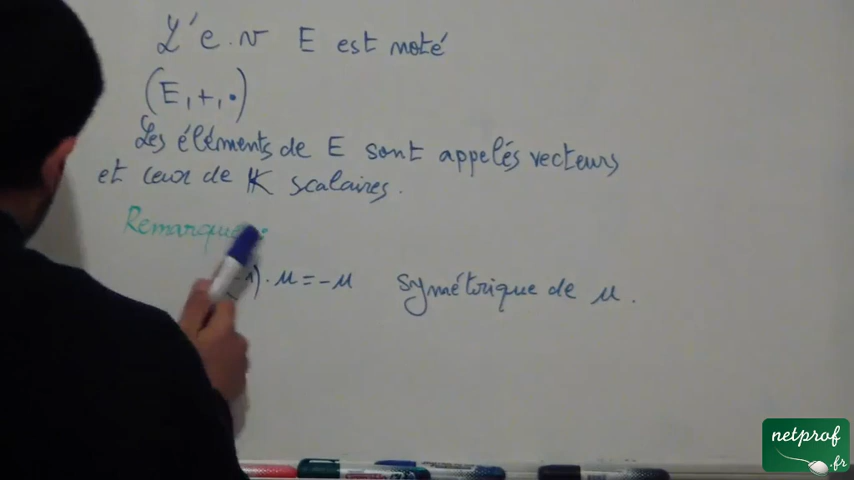 L'e.v E est noté
(E,+,.)
Les éléments de E sont appelés vecteurs
et ceux de K scalaires.
Remarque:
1).u=-u symétrique de u.
netprof
.fr